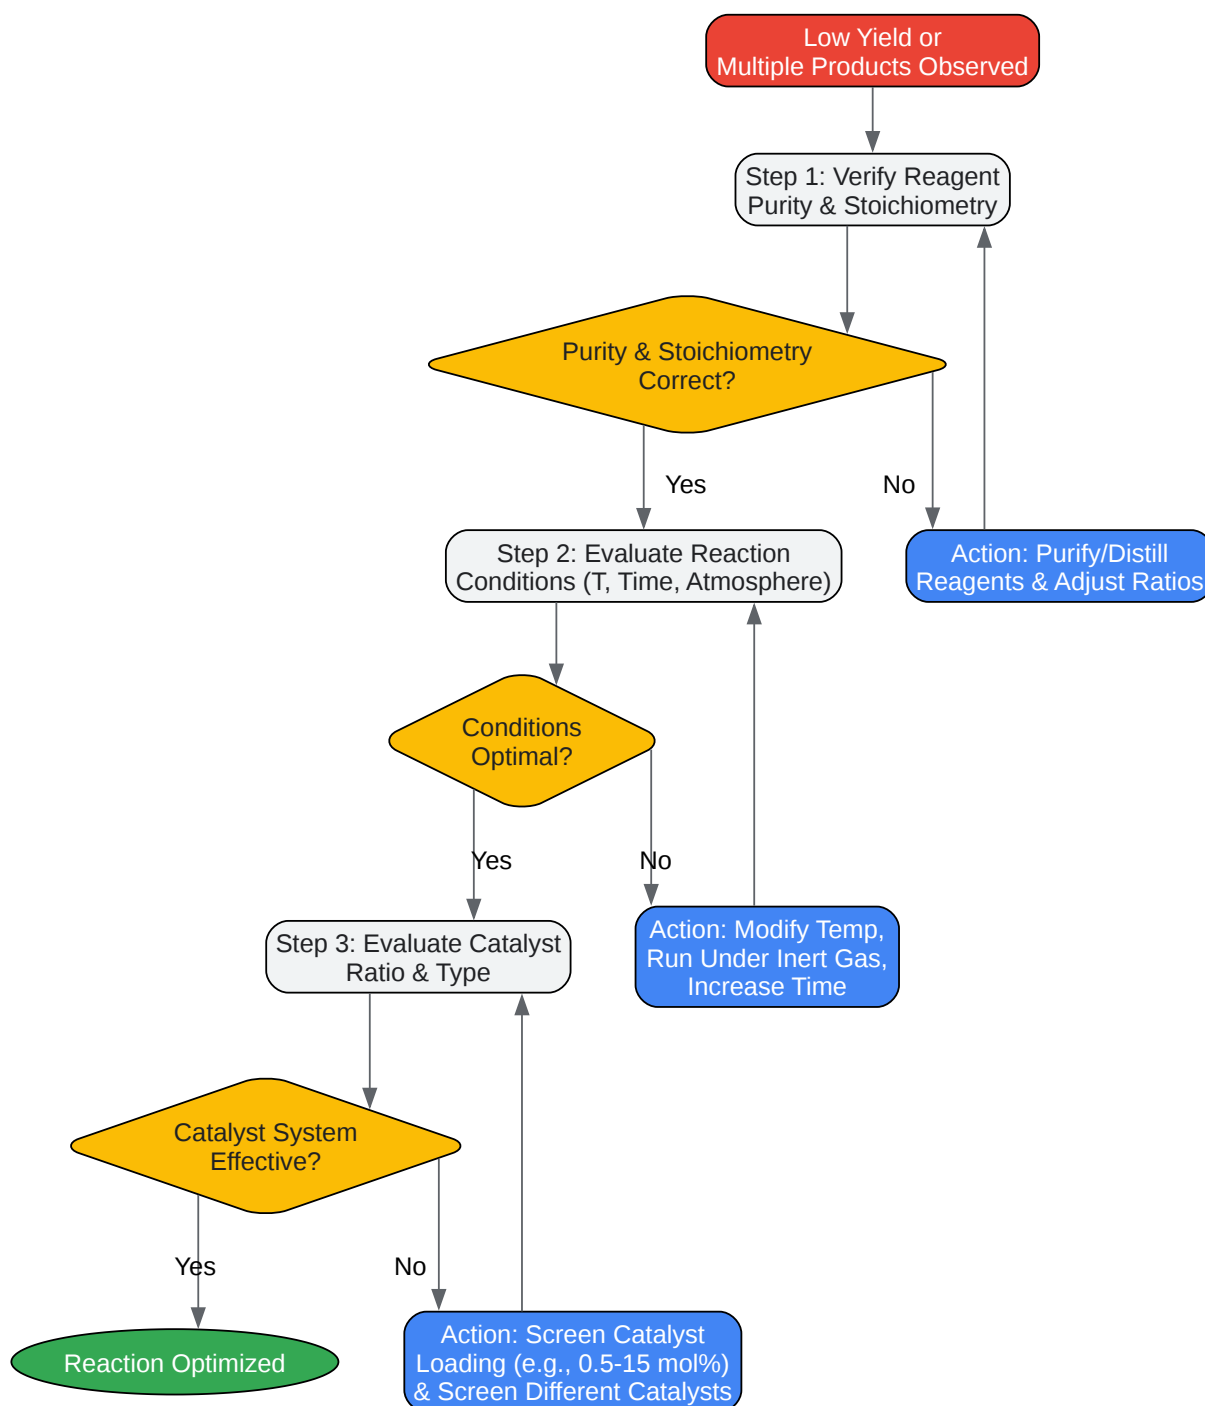 Low Yield or
Multiple Products Observed
Step 1: Verify Reagent
Purity & Stoichiometry
Purity & Stoichiometry
Correct?
Yes
No
Step 2: Evaluate Reaction
Conditions (T, Time, Atmosphere)
Action: Purify/Distill
Reagents & Adjust Ratios
Conditions
Optimal?
Yes
No
Step 3: Evaluate Catalyst
Ratio & Type
Action: Modify Temp,
Run Under Inert Gas,
Increase Time
Catalyst System
Effective?
Yes
No
Reaction Optimized
Action: Screen Catalyst
Loading (e.g., 0.5-15 mol%)
& Screen Different Catalysts